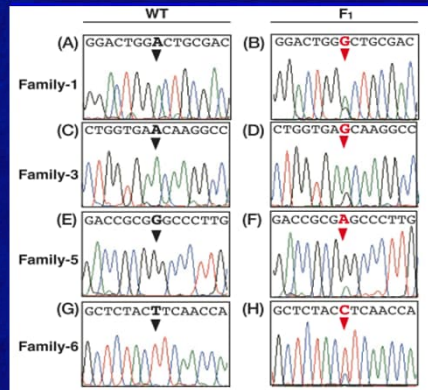 WT F₁
(A) GGACTGGACTGCGAC (B) GGACTGGGCTGCGAC
Family-1
(C) CTGGTGAACAAGGCC (D) CTGGTGAGCAAGGCC
Family-3
(E) GACCGCGGGCCCTTG (F) GACCGCGAGCCCTTG
Family-5
(G) GCTCTACTTCAACCA (H) GCTCTACCTCAACCA
Family-6